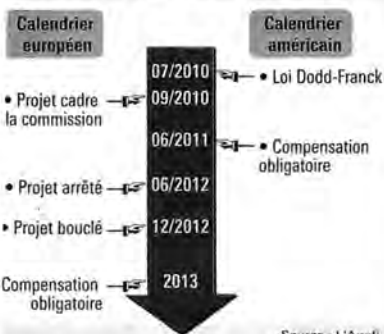 Calendrier
européen
Calendrier
américain
07/2010
• Loi Dodd-Franck
• Projet cadre
la commission
09/2010
06/2011
• Compensation
obligatoire
• Projet arrêté
06/2012
• Projet bouclé
12/2012
Compensation
obligatoire
2013